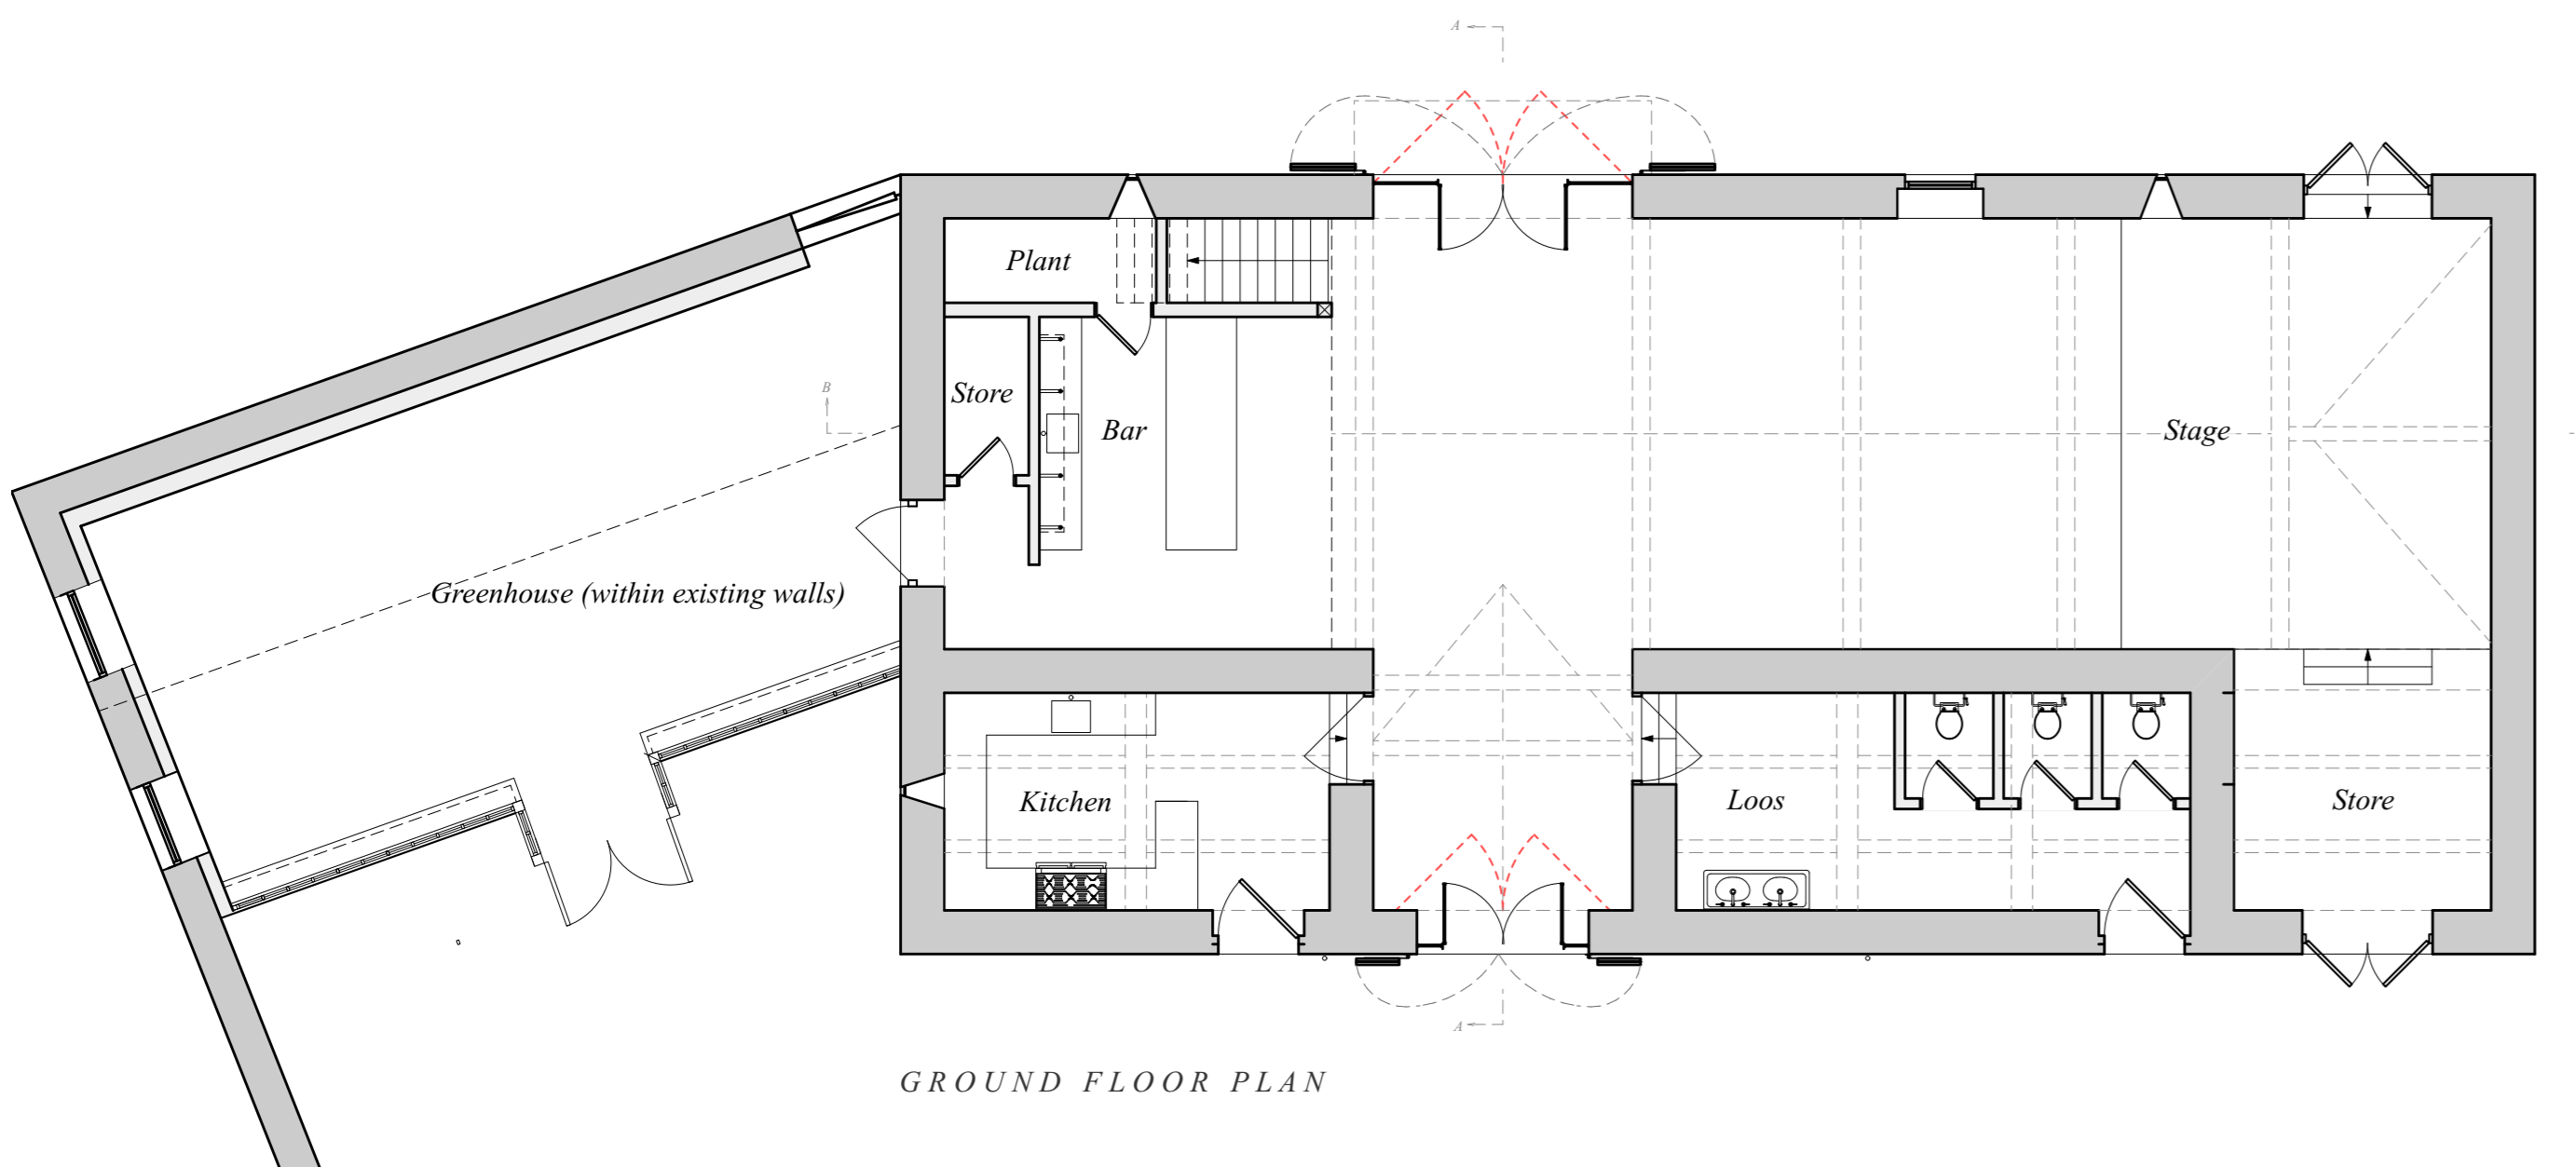 A
Plant
B
Store
Bar
Stage
Greenhouse (within existing walls)
Kitchen
Loos
Store
A
GROUND FLOOR PLAN